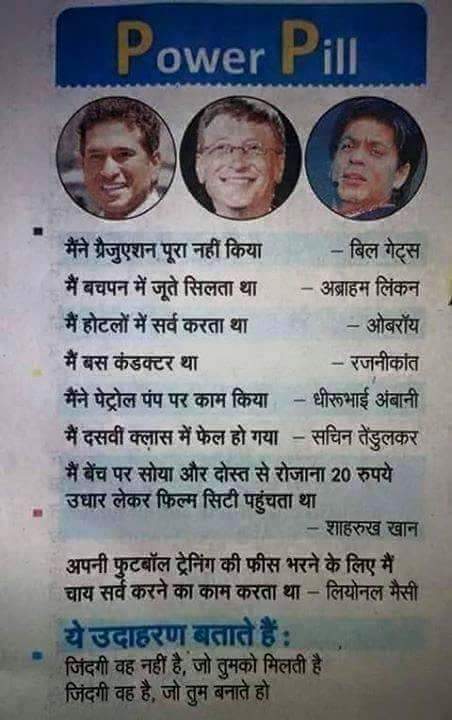 Power Pill
मैंने ग्रैजुएशन पूरा नहीं किया – बिल गेट्स
मैं बचपन में जूते सिलता था – अब्राहम लिंकन
मैं होटलों में सर्व करता था – ओबरॉय
मैं बस कंडक्टर था – रजनीकांत
मैंने पेट्रोल पंप पर काम किया – धीरूभाई अंबानी
मैं दसवीं क्लास में फेल हो गया – सचिन तेंडुलकर
मैं बेंच पर सोया और दोस्त से रोजाना 20 रुपये
उधार लेकर फिल्म सिटी पहुंचता था
– शाहरुख खान
अपनी फुटबॉल ट्रेनिंग की फीस भरने के लिए मैं
चाय सर्व करने का काम करता था – लियोनल मैसी
ये उदाहरण बताते हैं :
जिंदगी वह नहीं है, जो तुमको मिलती है
जिंदगी वह है, जो तुम बनाते हो